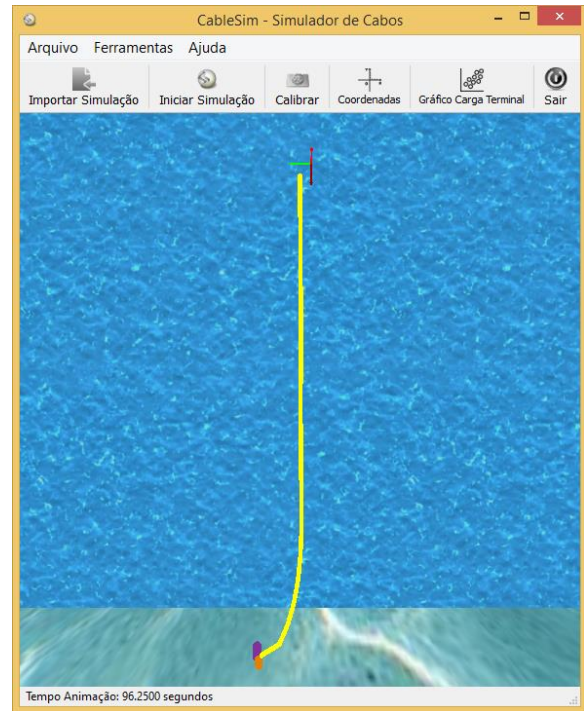 CableSim - Simulador de Cabos
Arquivo Ferramentas Ajuda
Importar Simulação Iniciar Simulação Calibrar Coordenadas Gráfico Carga Terminal Sair
Tempo Animação: 96.2500 segundos